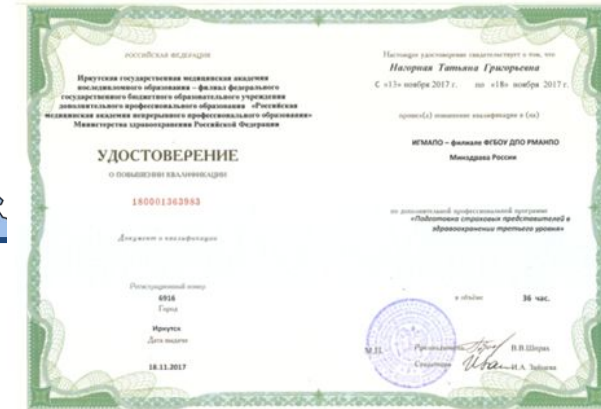 РОССИЙСКАЯ ФЕДЕРАЦИЯ
Иркутская государственная медицинская академия
последипломного образования – филиал федерального
государственного бюджетного образовательного учреждения
дополнительного профессионального образования «Российская
медицинская академия непрерывного профессионального образования»
Министерства здравоохранения Российской Федерации
УДОСТОВЕРЕНИЕ
О ПОВЫШЕНИИ КВАЛИФИКАЦИИ
180001363983
Документ о квалификации
Регистрационный номер
6916
Город
Иркутск
Дата выдачи
18.11.2017
Настоящее удостоверение свидетельствует о том, что
Нагорная Татьяна Григорьевна
С «13» ноября 2017 г. по «18» ноября 2017 г.
прошел(а) повышение квалификации в (на)
ИГМАПО – филиале ФГБОУ ДПО РМАНПО
Минздрава России
по дополнительной профессиональной программе
«Подготовка страховых представителей в
здравоохранении третьего уровня»
в объёме 36 час.
М.П.
Руководитель В.В.Шпрах
Секретарь И.А.